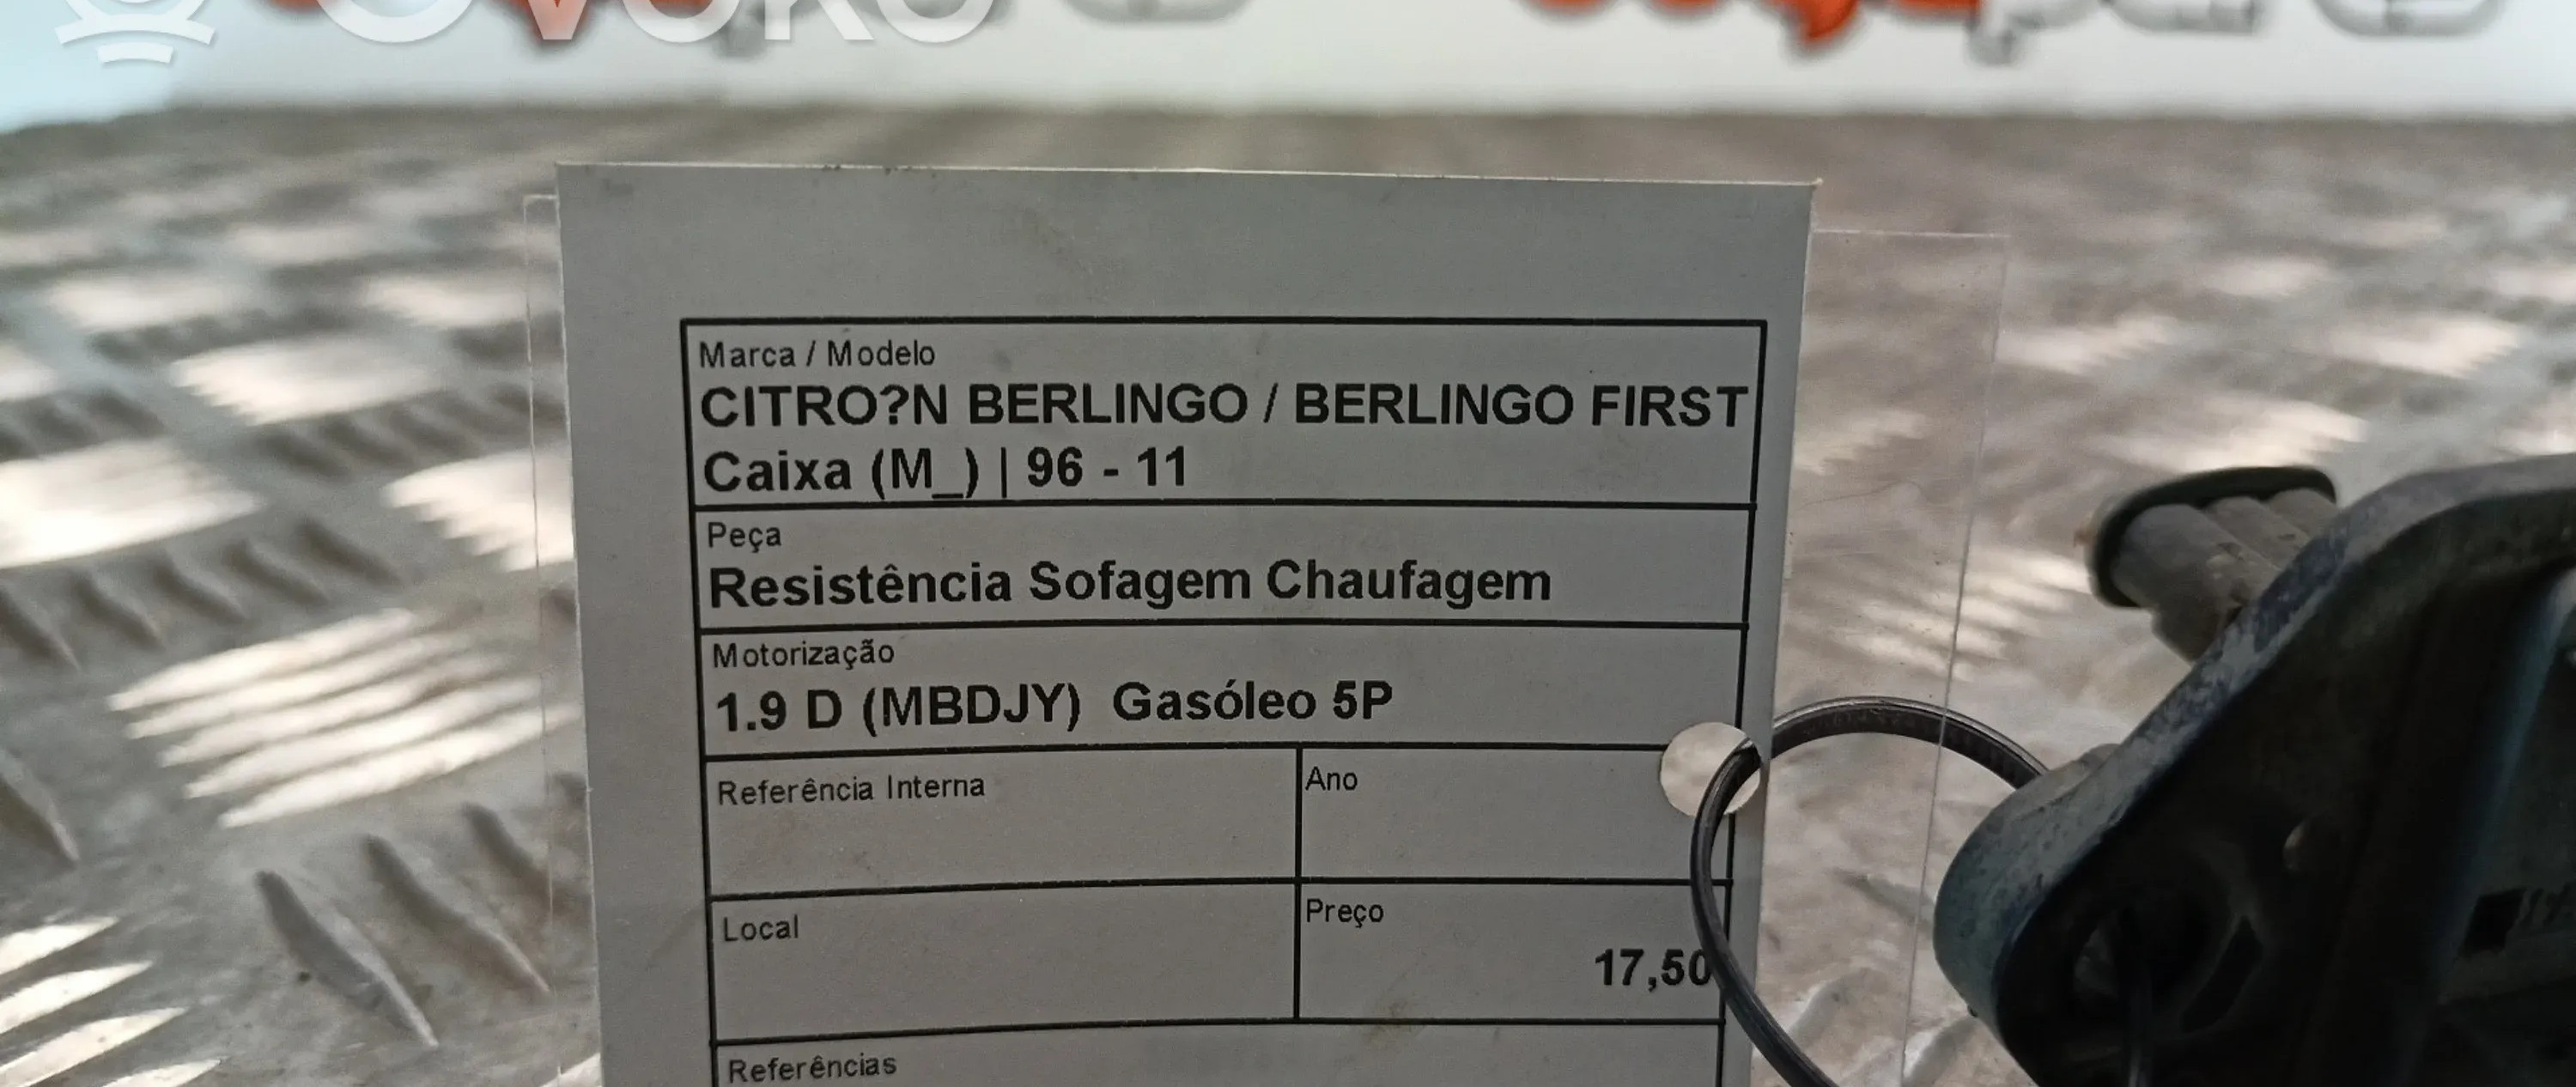 Marca / Modelo
CITRO?N BERLINGO / BERLINGO FIRST
Caixa (M_) | 96 - 11
Peça
Resistência Sofagem Chaufagem
Motorização
1.9 D (MBDJY) Gasóleo 5P
Referência Interna
Ano
Local
Preço
17,50
Referências